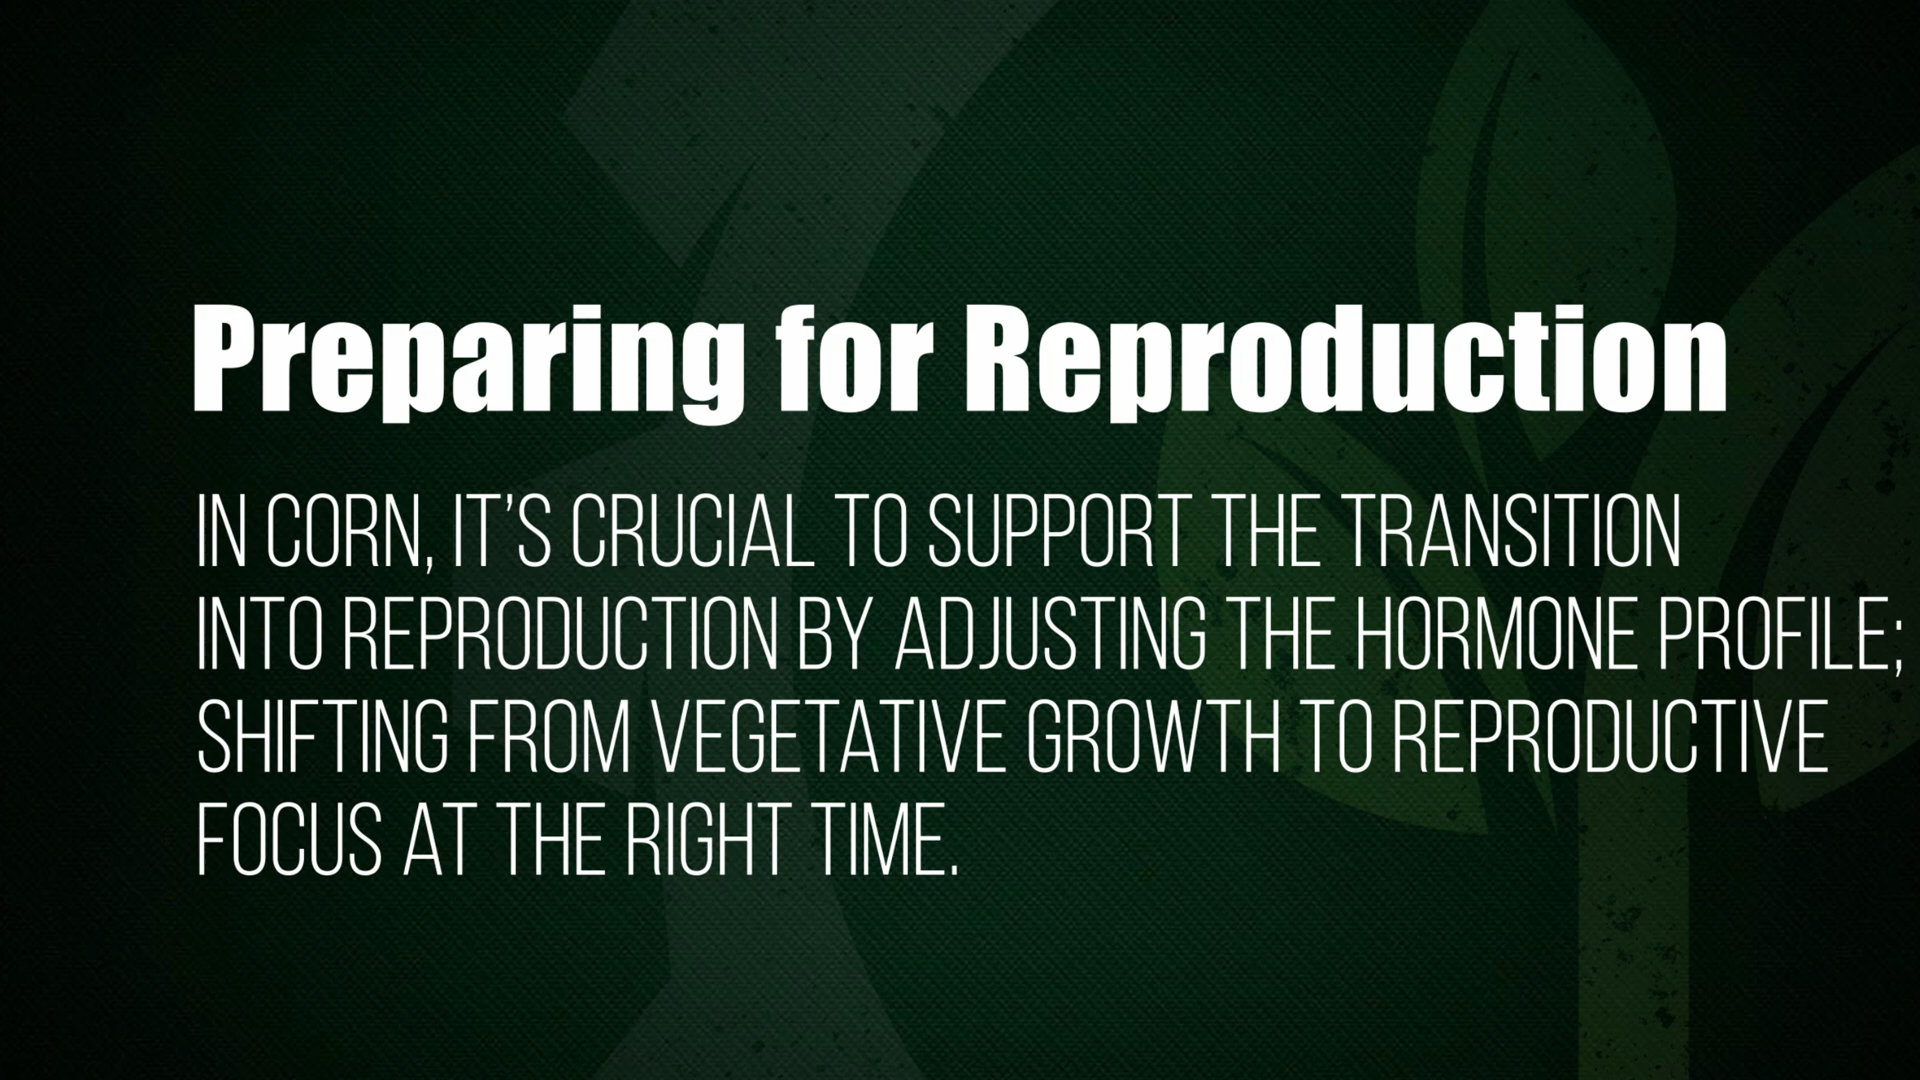 Preparing for Reproduction
IN CORN, IT’S CRUCIAL TO SUPPORT THE TRANSITION
INTO REPRODUCTION BY ADJUSTING THE HORMONE PROFILE;
SHIFTING FROM VEGETATIVE GROWTH TO REPRODUCTIVE
FOCUS AT THE RIGHT TIME.